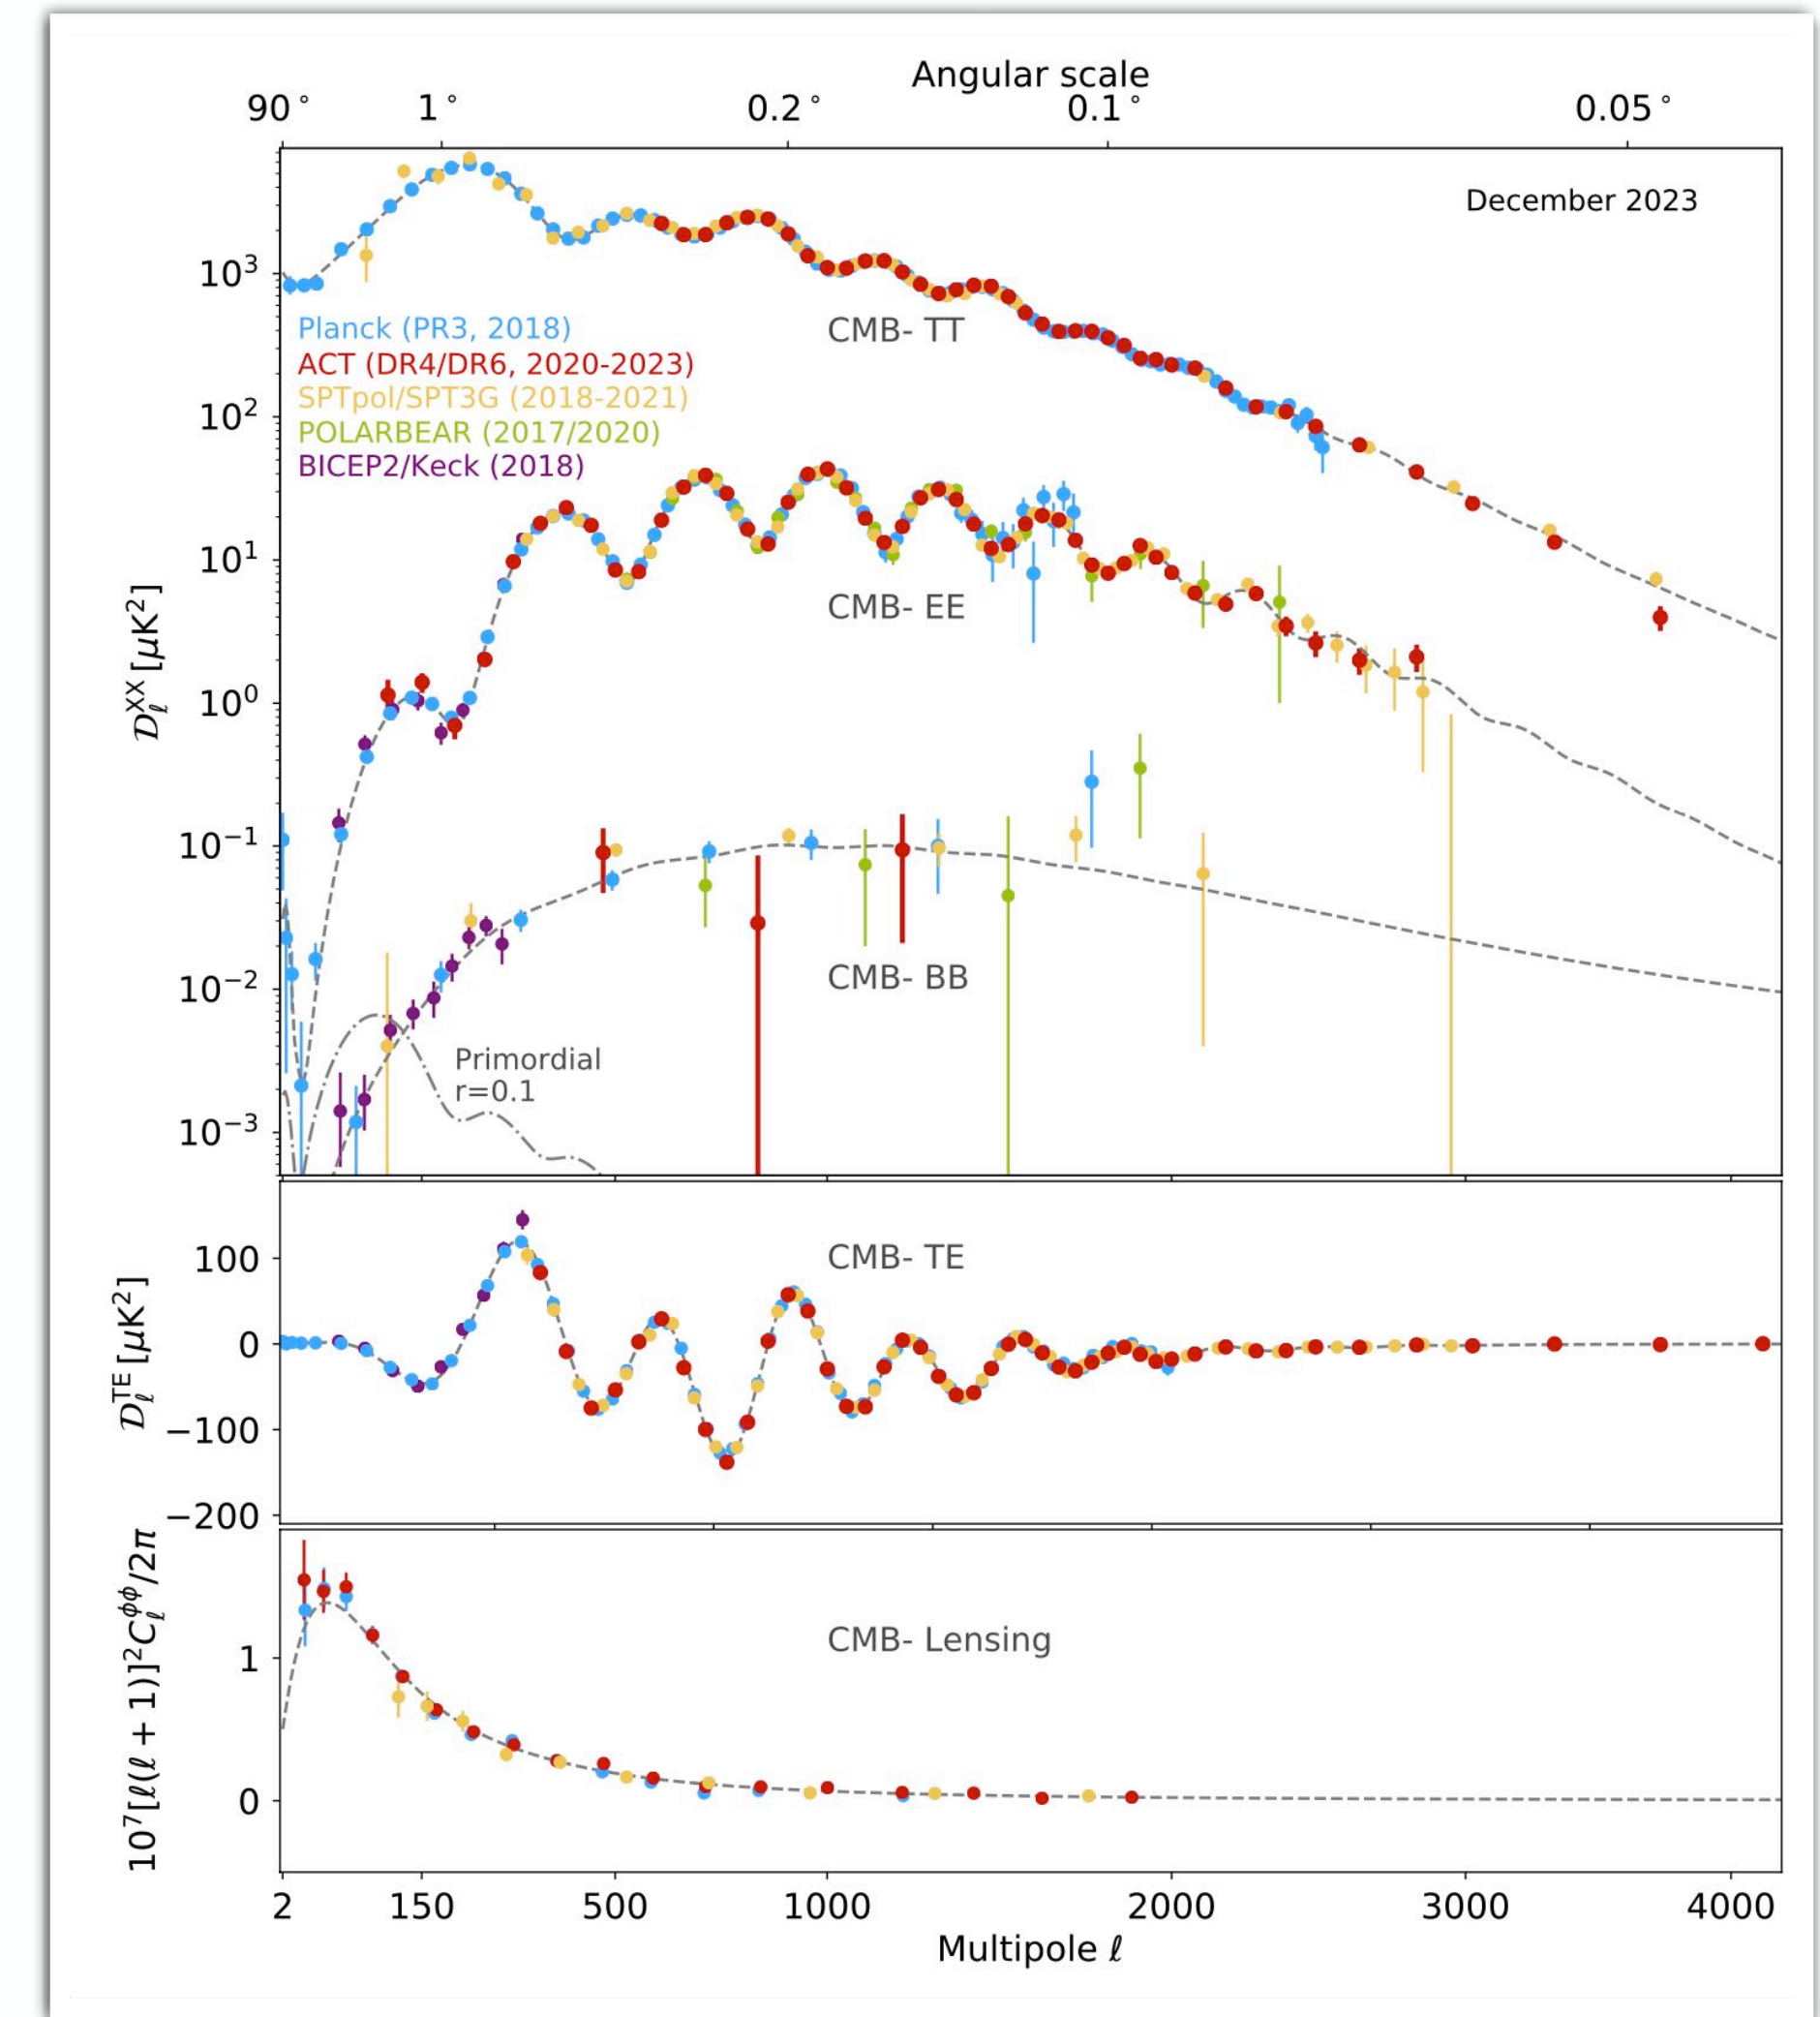 Angular scale
90° 1° 0.2° 0.1° 0.05°
December 2023
10³
Planck (PR3, 2018)
CMB- TT
ACT (DR4/DR6, 2020-2023)
SPTpol/SPT3G (2018-2021)
10²
POLARBEAR (2017/2020)
BICEP2/Keck (2018)
10¹
CMB- EE
𝒟ℓ^XX [μK²]
10⁰
10⁻¹
CMB- BB
10⁻²
Primordial
r=0.1
10⁻³
CMB- TE
100
0
𝒟ℓ^TE [μK²]
−100
−200
CMB- Lensing
10⁷[ℓ(ℓ + 1)]²Cℓ^ϕϕ/2π
1
0
2 150 500 1000 2000 3000 4000
Multipole ℓ